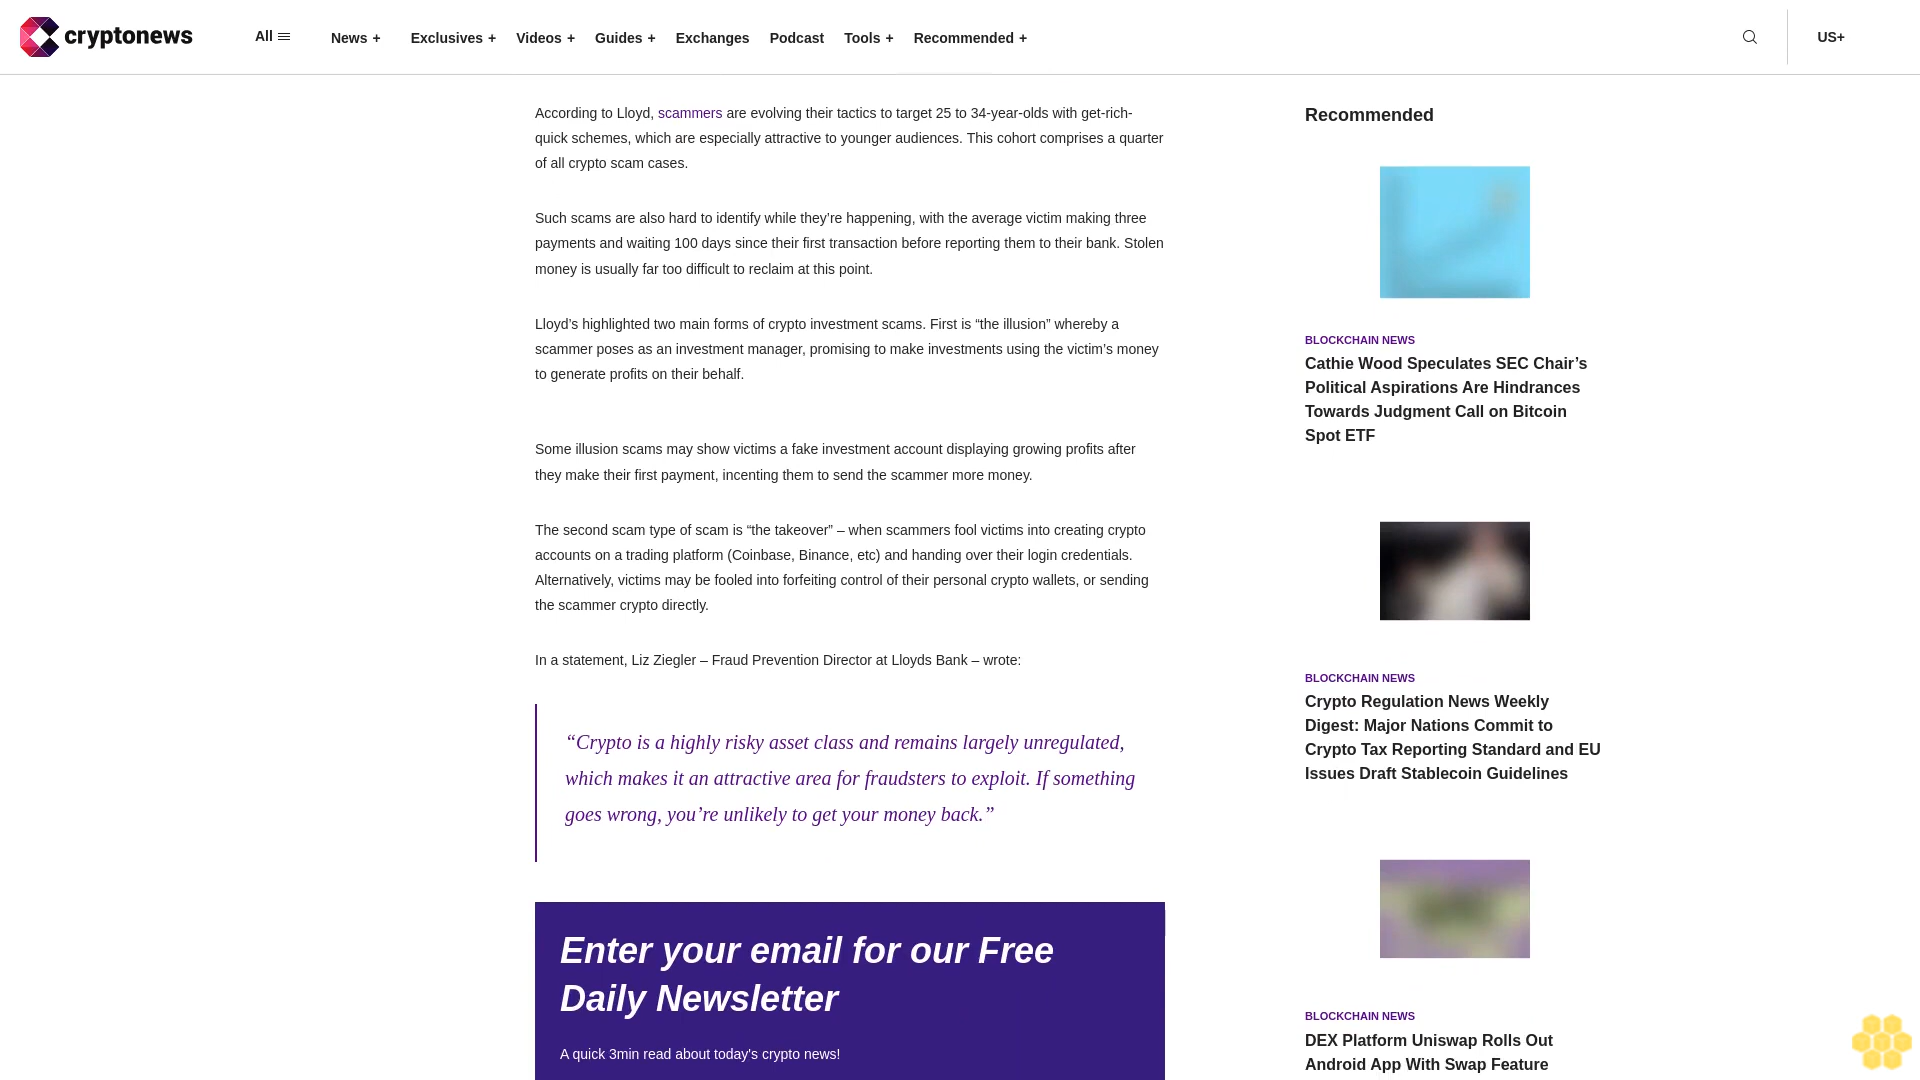 cryptonews
All
News +
Exclusives +
Videos +
Guides +
Exchanges
Podcast
Tools +
Recommended +
US+
According to Lloyd, scammers are evolving their tactics to target 25 to 34-year-olds with get-rich-
quick schemes, which are especially attractive to younger audiences. This cohort comprises a quarter
of all crypto scam cases.
Such scams are also hard to identify while they’re happening, with the average victim making three
payments and waiting 100 days since their first transaction before reporting them to their bank. Stolen
money is usually far too difficult to reclaim at this point.
Lloyd’s highlighted two main forms of crypto investment scams. First is “the illusion” whereby a
scammer poses as an investment manager, promising to make investments using the victim’s money
to generate profits on their behalf.
Some illusion scams may show victims a fake investment account displaying growing profits after
they make their first payment, incenting them to send the scammer more money.
The second scam type of scam is “the takeover” – when scammers fool victims into creating crypto
accounts on a trading platform (Coinbase, Binance, etc) and handing over their login credentials.
Alternatively, victims may be fooled into forfeiting control of their personal crypto wallets, or sending
the scammer crypto directly.
In a statement, Liz Ziegler – Fraud Prevention Director at Lloyds Bank – wrote:
“Crypto is a highly risky asset class and remains largely unregulated,
which makes it an attractive area for fraudsters to exploit. If something
goes wrong, you’re unlikely to get your money back.”
Enter your email for our Free
Daily Newsletter
A quick 3min read about today's crypto news!
Recommended
BLOCKCHAIN NEWS
Cathie Wood Speculates SEC Chair’s
Political Aspirations Are Hindrances
Towards Judgment Call on Bitcoin
Spot ETF
BLOCKCHAIN NEWS
Crypto Regulation News Weekly
Digest: Major Nations Commit to
Crypto Tax Reporting Standard and EU
Issues Draft Stablecoin Guidelines
BLOCKCHAIN NEWS
DEX Platform Uniswap Rolls Out
Android App With Swap Feature